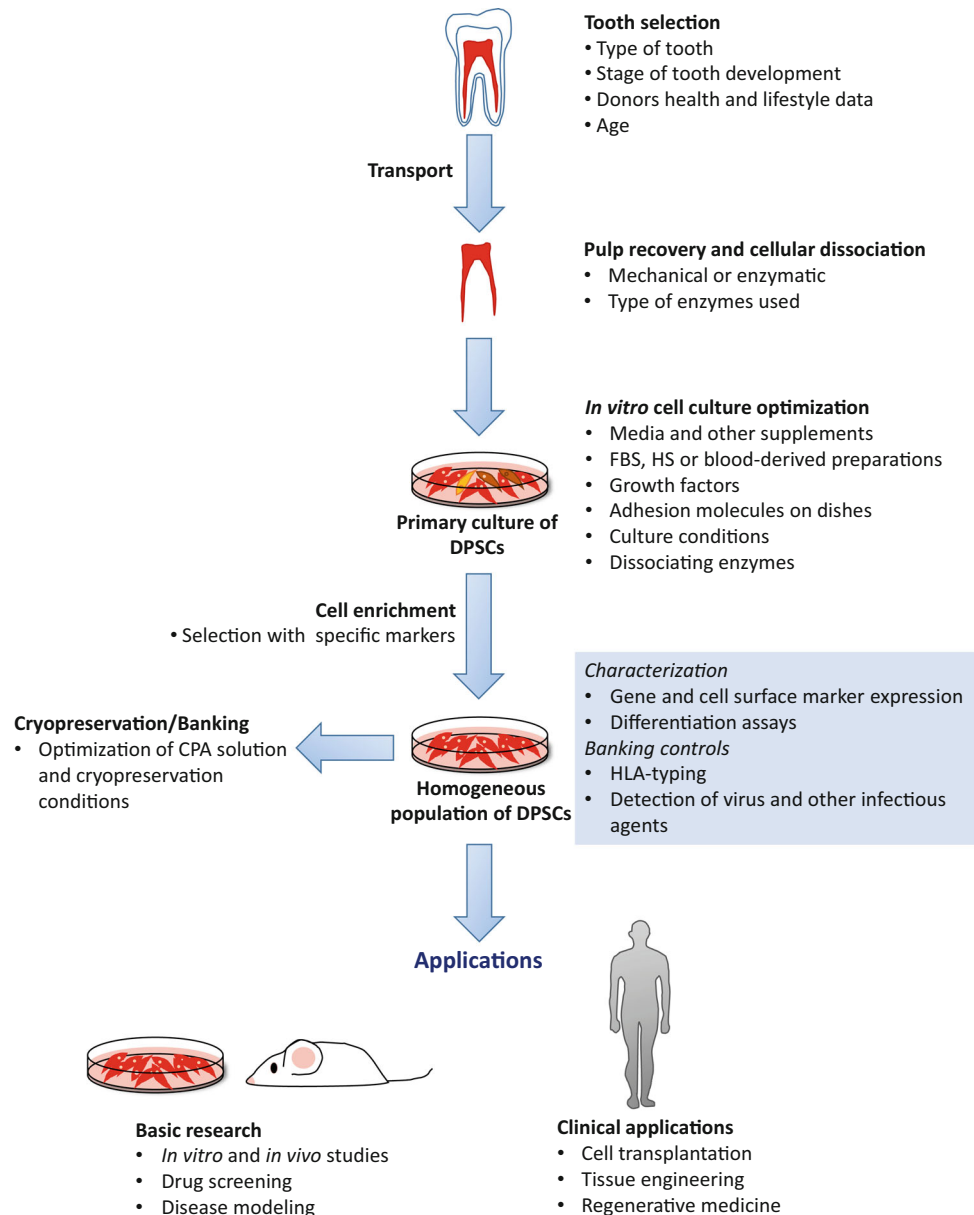 Tooth selection
• Type of tooth
• Stage of tooth development
• Donors health and lifestyle data
• Age
Transport
Pulp recovery and cellular dissociation
• Mechanical or enzymatic
• Type of enzymes used
In vitro cell culture optimization
• Media and other supplements
• FBS, HS or blood-derived preparations
• Growth factors
• Adhesion molecules on dishes
• Culture conditions
• Dissociating enzymes
Primary culture of
DPSCs
Cell enrichment
• Selection with specific markers
Characterization
• Gene and cell surface marker expression
• Differentiation assays
Banking controls
• HLA-typing
• Detection of virus and other infectious
agents
Cryopreservation/Banking
• Optimization of CPA solution
and cryopreservation
conditions
Homogeneous
population of DPSCs
Applications
Basic research
• In vitro and in vivo studies
• Drug screening
• Disease modeling
Clinical applications
• Cell transplantation
• Tissue engineering
• Regenerative medicine